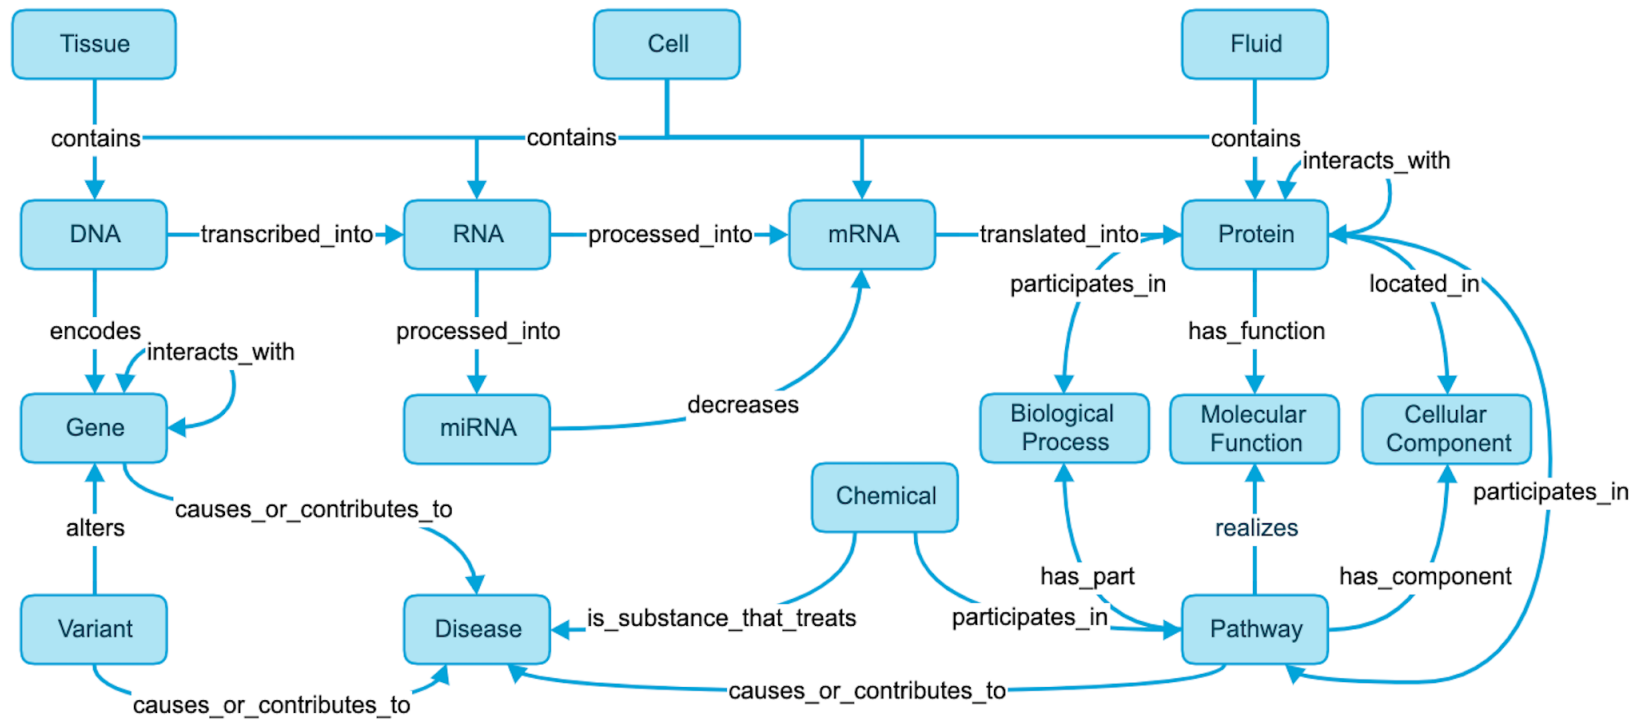 Tissue
Cell
Fluid
contains
contains
contains
interacts_with
DNA
transcribed_into
RNA
processed_into
mRNA
translated_into
Protein
participates_in
located_in
encodes
processed_into
has_function
interacts_with
decreases
Gene
miRNA
Biological
Process
Molecular
Function
Cellular
Component
Chemical
participates_in
causes_or_contributes_to
alters
realizes
has_part
has_component
is_substance_that_treats
participates_in
Variant
Disease
Pathway
causes_or_contributes_to
causes_or_contributes_to